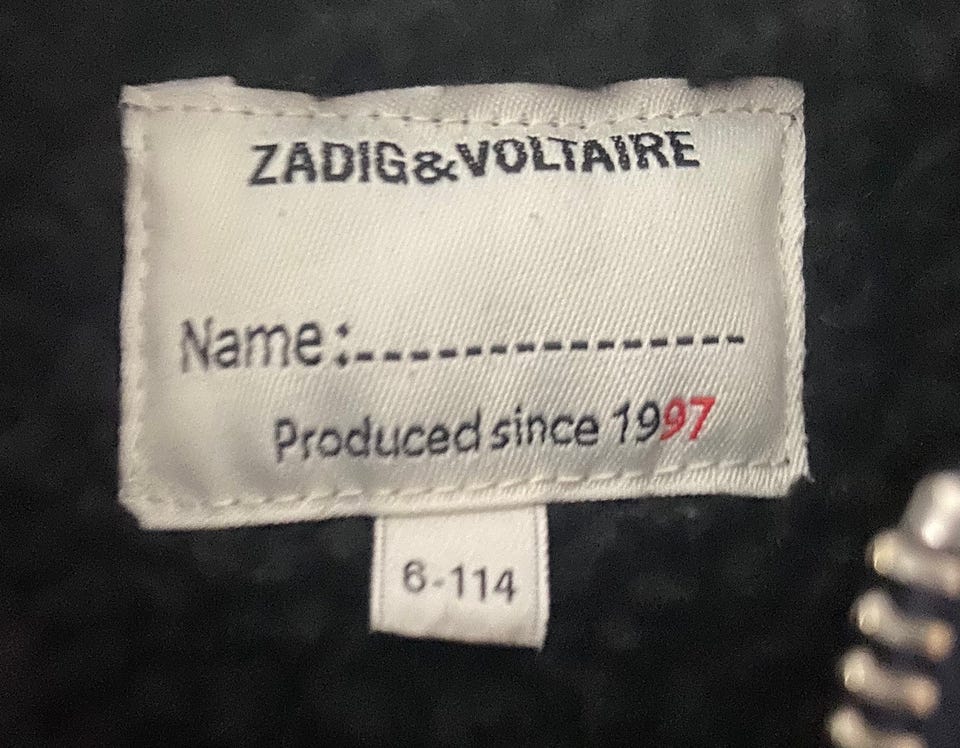 ZADIG&VOLTAIRE
Name:---------------
Produced since 1997
6-114